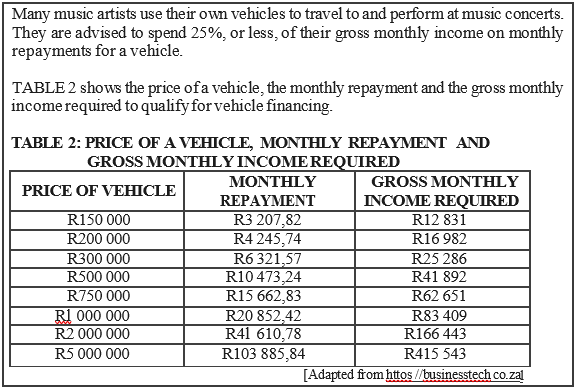 Many music artists use their own vehicles to travel to and perform at music concerts.
They are advised to spend 25%, or less, of their gross monthly income on monthly
repayments for a vehicle.
TABLE 2 shows the price of a vehicle, the monthly repayment and the gross monthly
income required to qualify for vehicle financing.
TABLE 2: PRICE OF A VEHICLE, MONTHLY REPAYMENT AND
GROSS MONTHLY INCOME REQUIRED
PRICE OF VEHICLE MONTHLY REPAYMENT GROSS MONTHLY INCOME REQUIRED
R150 000 R3 207,82 R12 831
R200 000 R4 245,74 R16 982
R300 000 R6 321,57 R25 286
R500 000 R10 473,24 R41 892
R750 000 R15 662,83 R62 651
R1 000 000 R20 852,42 R83 409
R2 000 000 R41 610,78 R166 443
R5 000 000 R103 885,84 R415 543
[Adapted from https //businesstech.co.za]